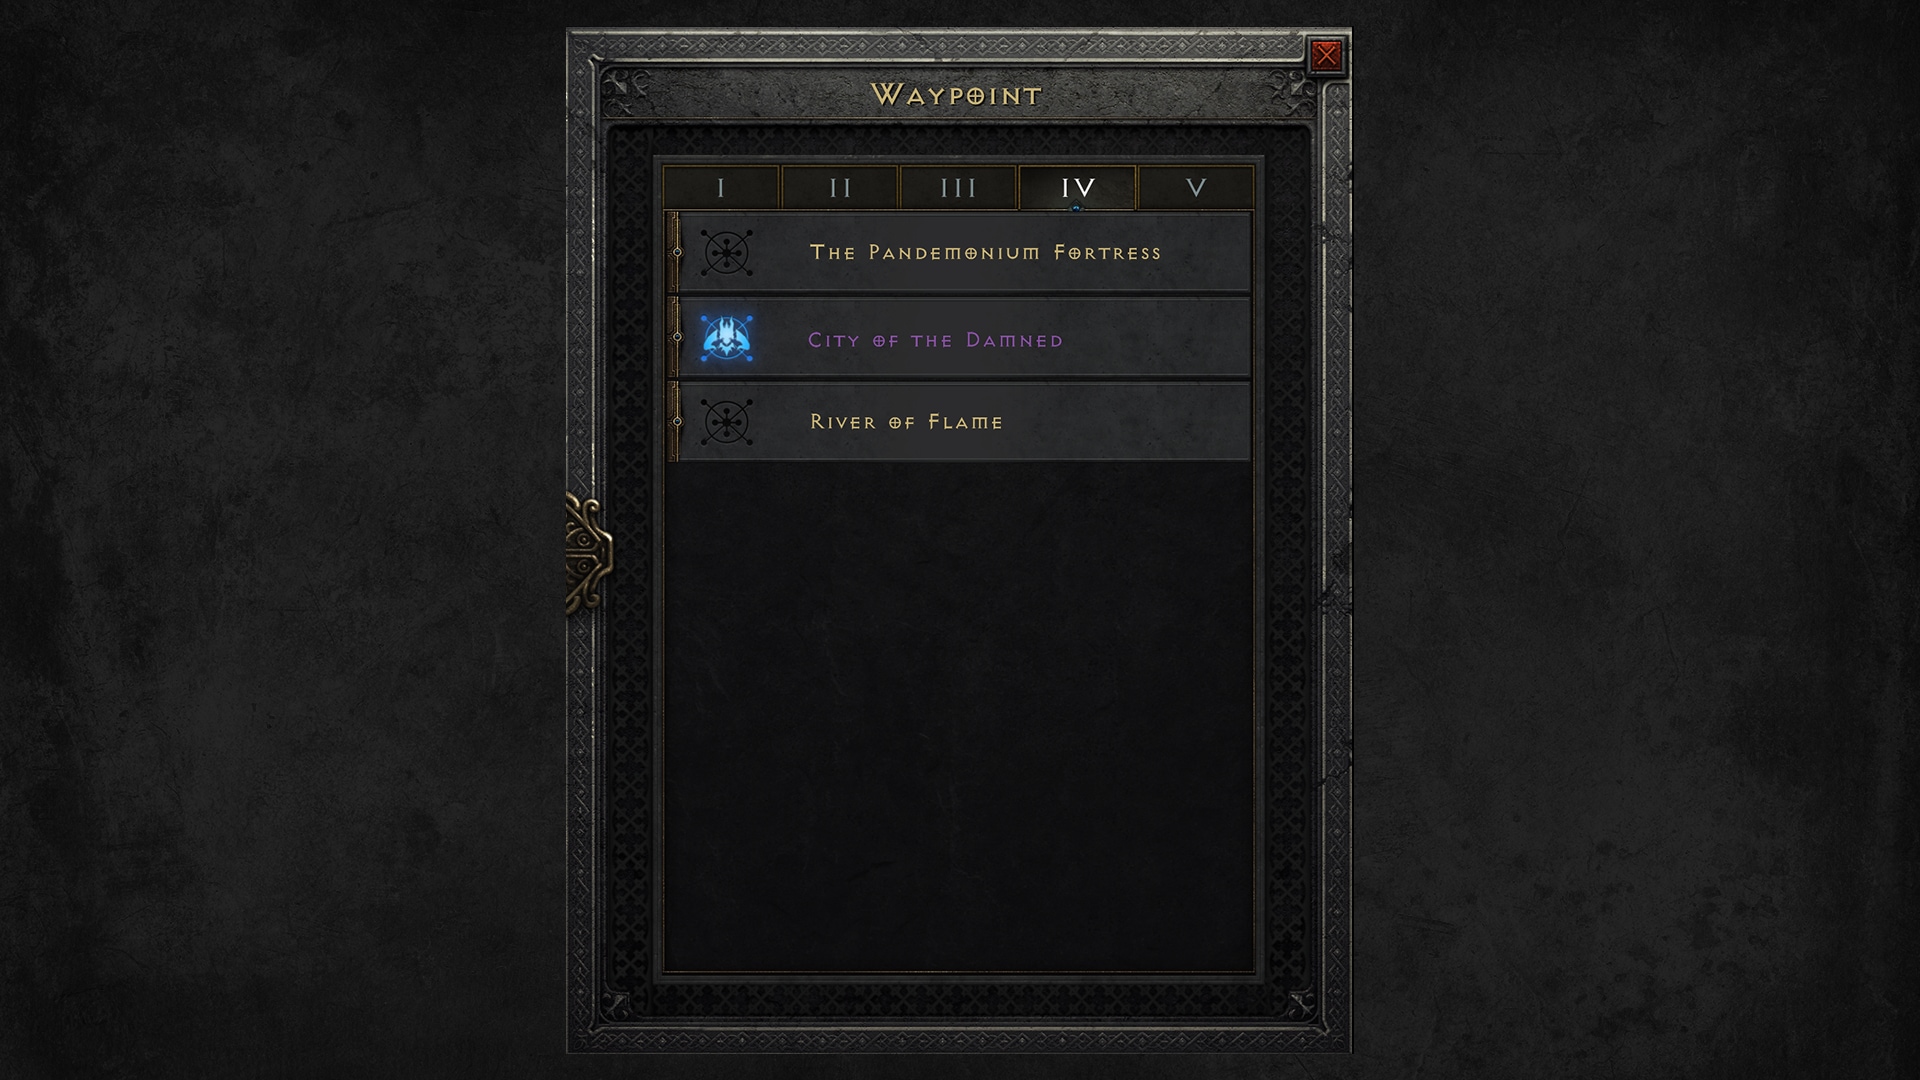 Waypoint
I II III IV V
The Pandemonium Fortress
City of the Damned
River of Flame